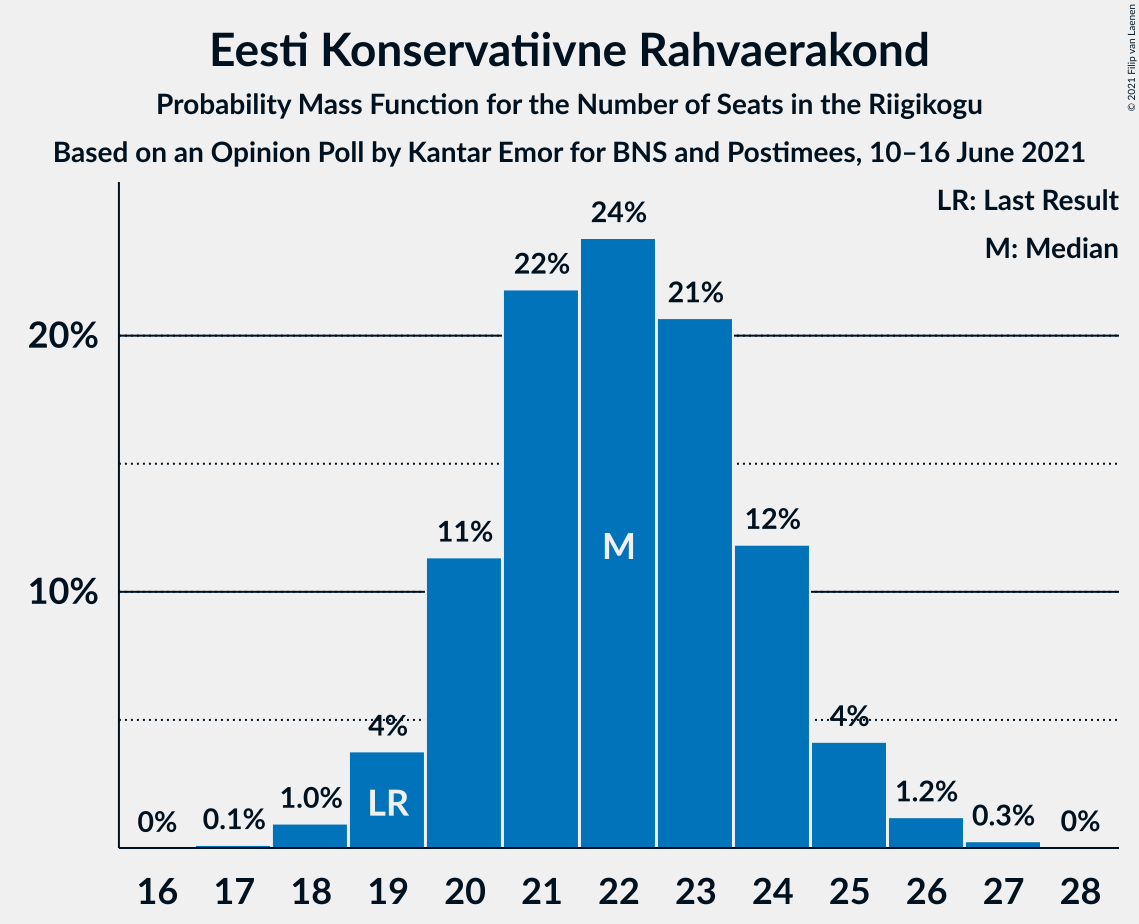 Eesti Konservatiivne Rahvaerakond
Probability Mass Function for the Number of Seats in the Riigikogu
Based on an Opinion Poll by Kantar Emor for BNS and Postimees, 10–16 June 2021
© 2021 Filip van Laenen
LR: Last Result
M: Median
20%
10%
0%
0.1%
1.0%
4%
11%
22%
24%
21%
12%
4%
1.2%
0.3%
0%
LR
M
16 17 18 19 20 21 22 23 24 25 26 27 28